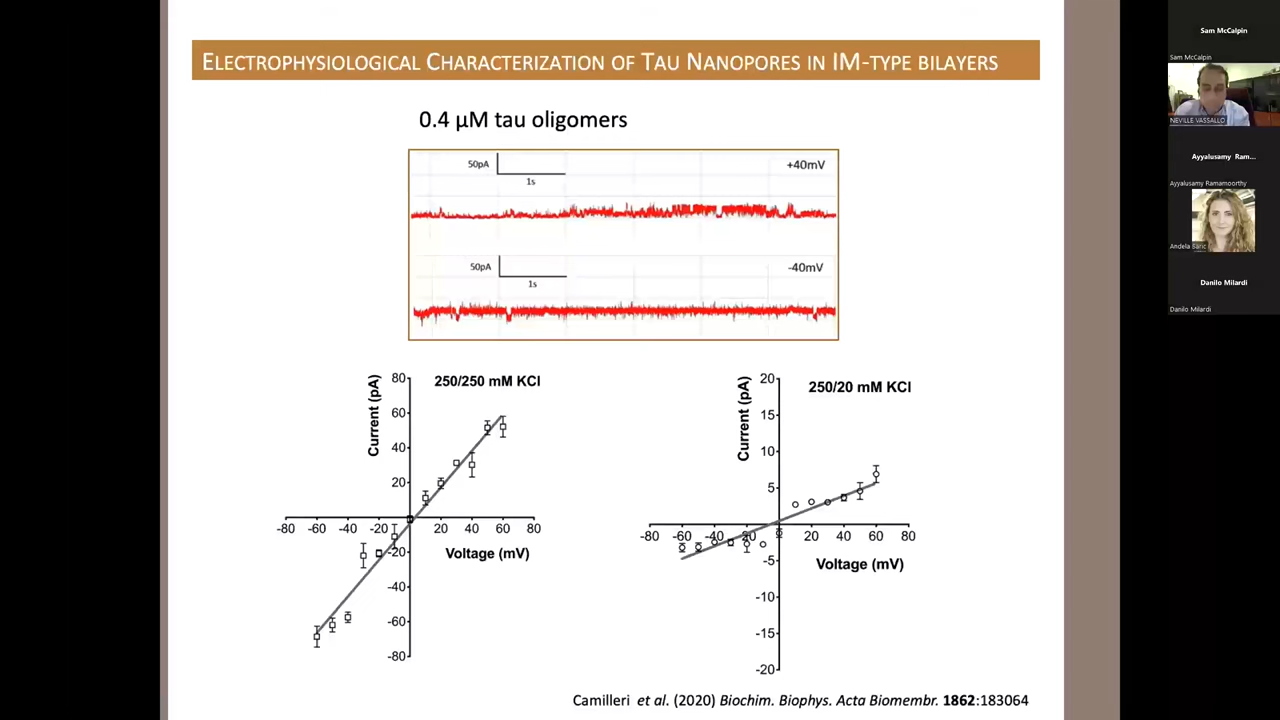 ELECTROPHYSIOLOGICAL CHARACTERIZATION OF TAU NANOPORES IN IM-TYPE BILAYERS
0.4 µM tau oligomers
50pA
1s
+40mV
50pA
1s
-40mV
250/250 mM KCl
Current (pA)
80
60
40
20
-20
-40
-60
-80
-80 -60 -40 -20 0 20 40 60 80
Voltage (mV)
250/20 mM KCl
Current (pA)
20
15
10
5
-5
-10
-15
-20
-80 -60 -40 -20 0 20 40 60 80
Voltage (mV)
Camilleri et al. (2020) Biochim. Biophys. Acta Biomembr. 1862:183064
Sam McCalpin
Sam McCalpin
NEVILLE VASSALLO
Ayyalusamy Ram...
Ayyalusamy Ramamoorthy
Andela Saric
Danilo Milardi
Danilo Milardi